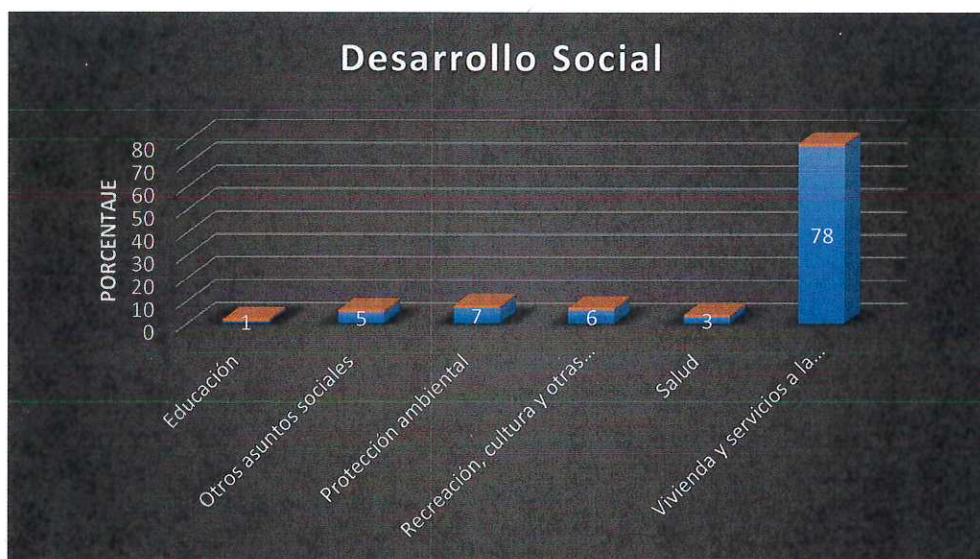 Desarrollo Social
PORCENTAJE
80
70
60
50
40
30
20
10
0
1
5
7
6
3
78
Educación
Otros asuntos sociales
Protección ambiental
Recreación, cultura y otras...
Salud
Vivienda y servicios a la...